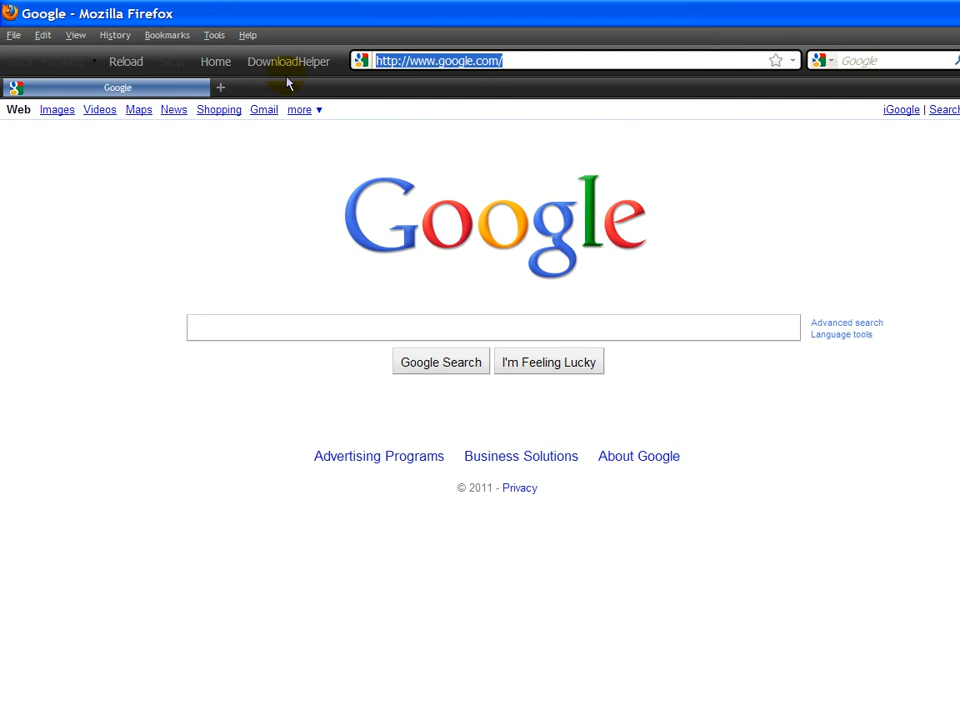 Google - Mozilla Firefox
File Edit View History Bookmarks Tools Help
Reload Home DownloadHelper http://www.google.com/ Google
Google +
Web Images Videos Maps News Shopping Gmail more ▼ iGoogle | Search
Google
Advanced search
Language tools
Google Search I'm Feeling Lucky
Advertising Programs Business Solutions About Google
© 2011 - Privacy